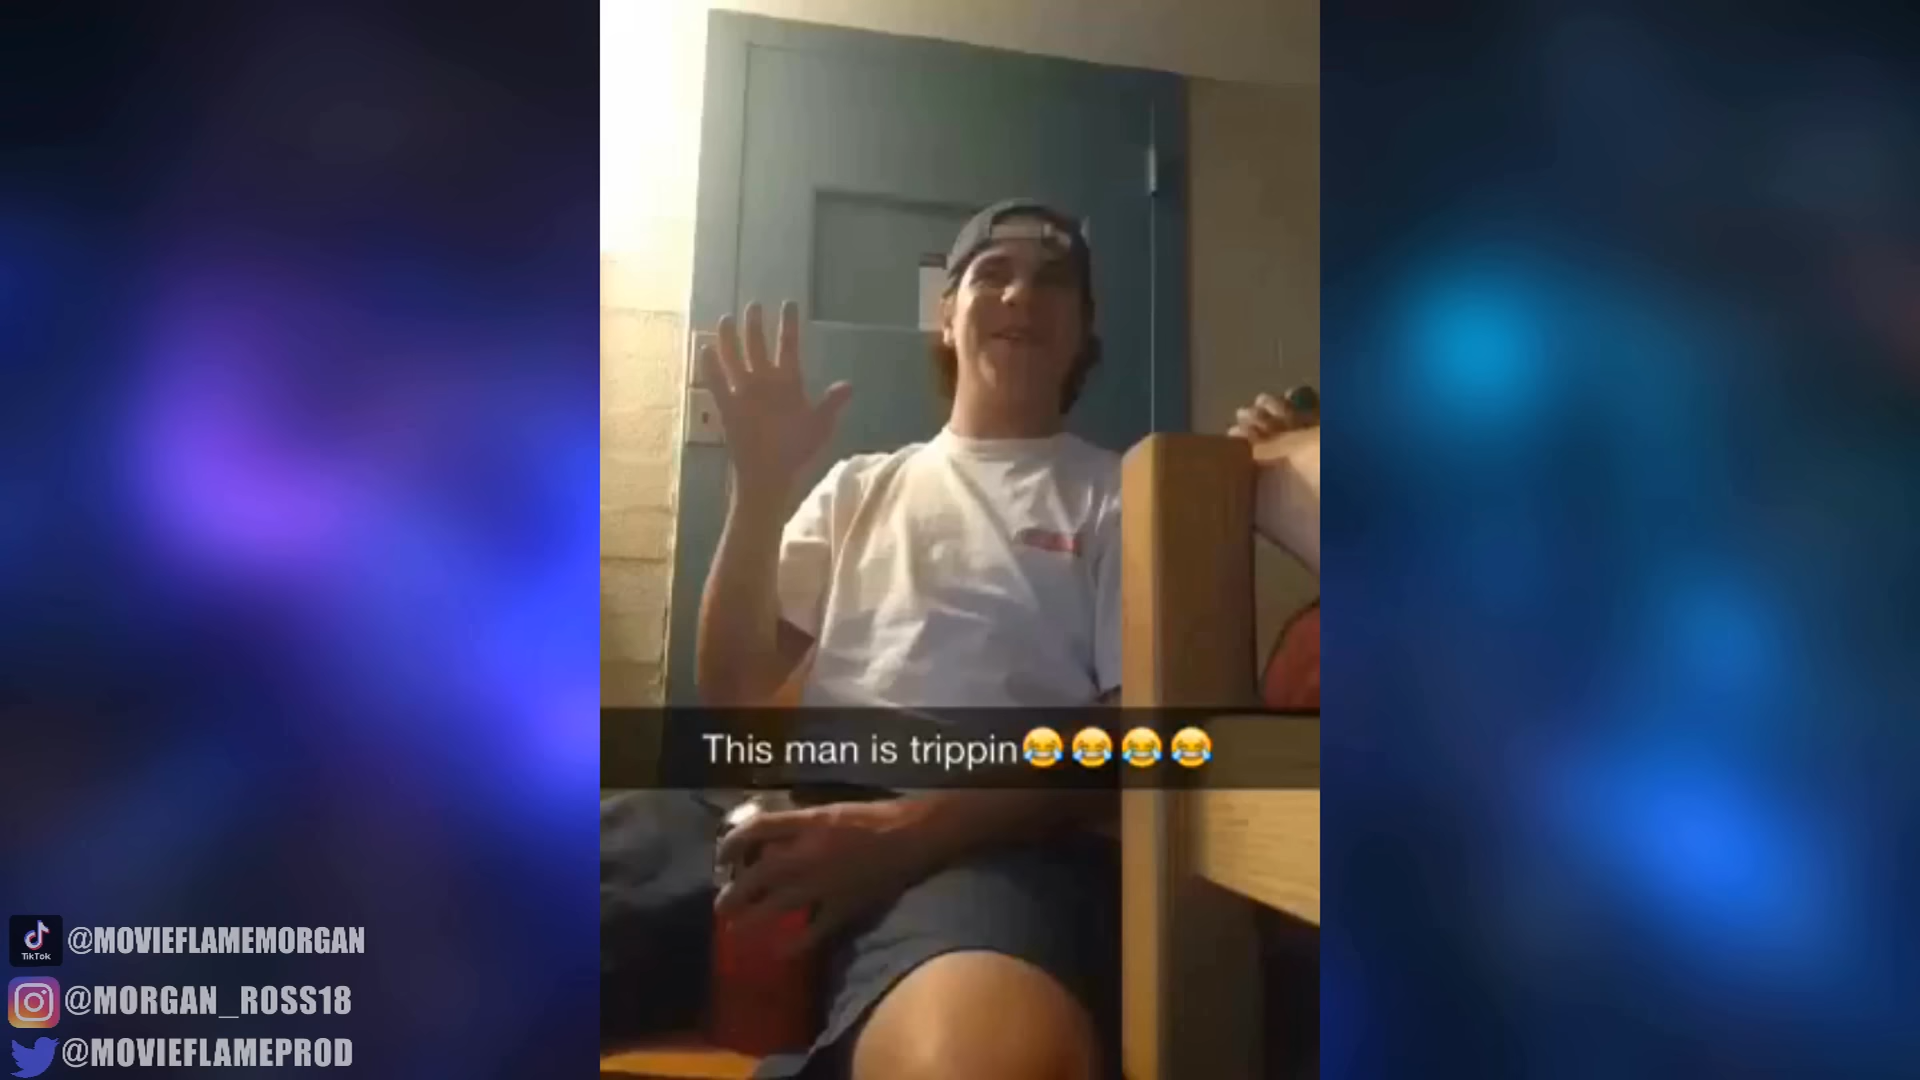 This man is trippin😂😂😂😂
TikTok
@MOVIEFLAMEMORGAN
@MORGAN_ROSS18
@MOVIEFLAMEPROD